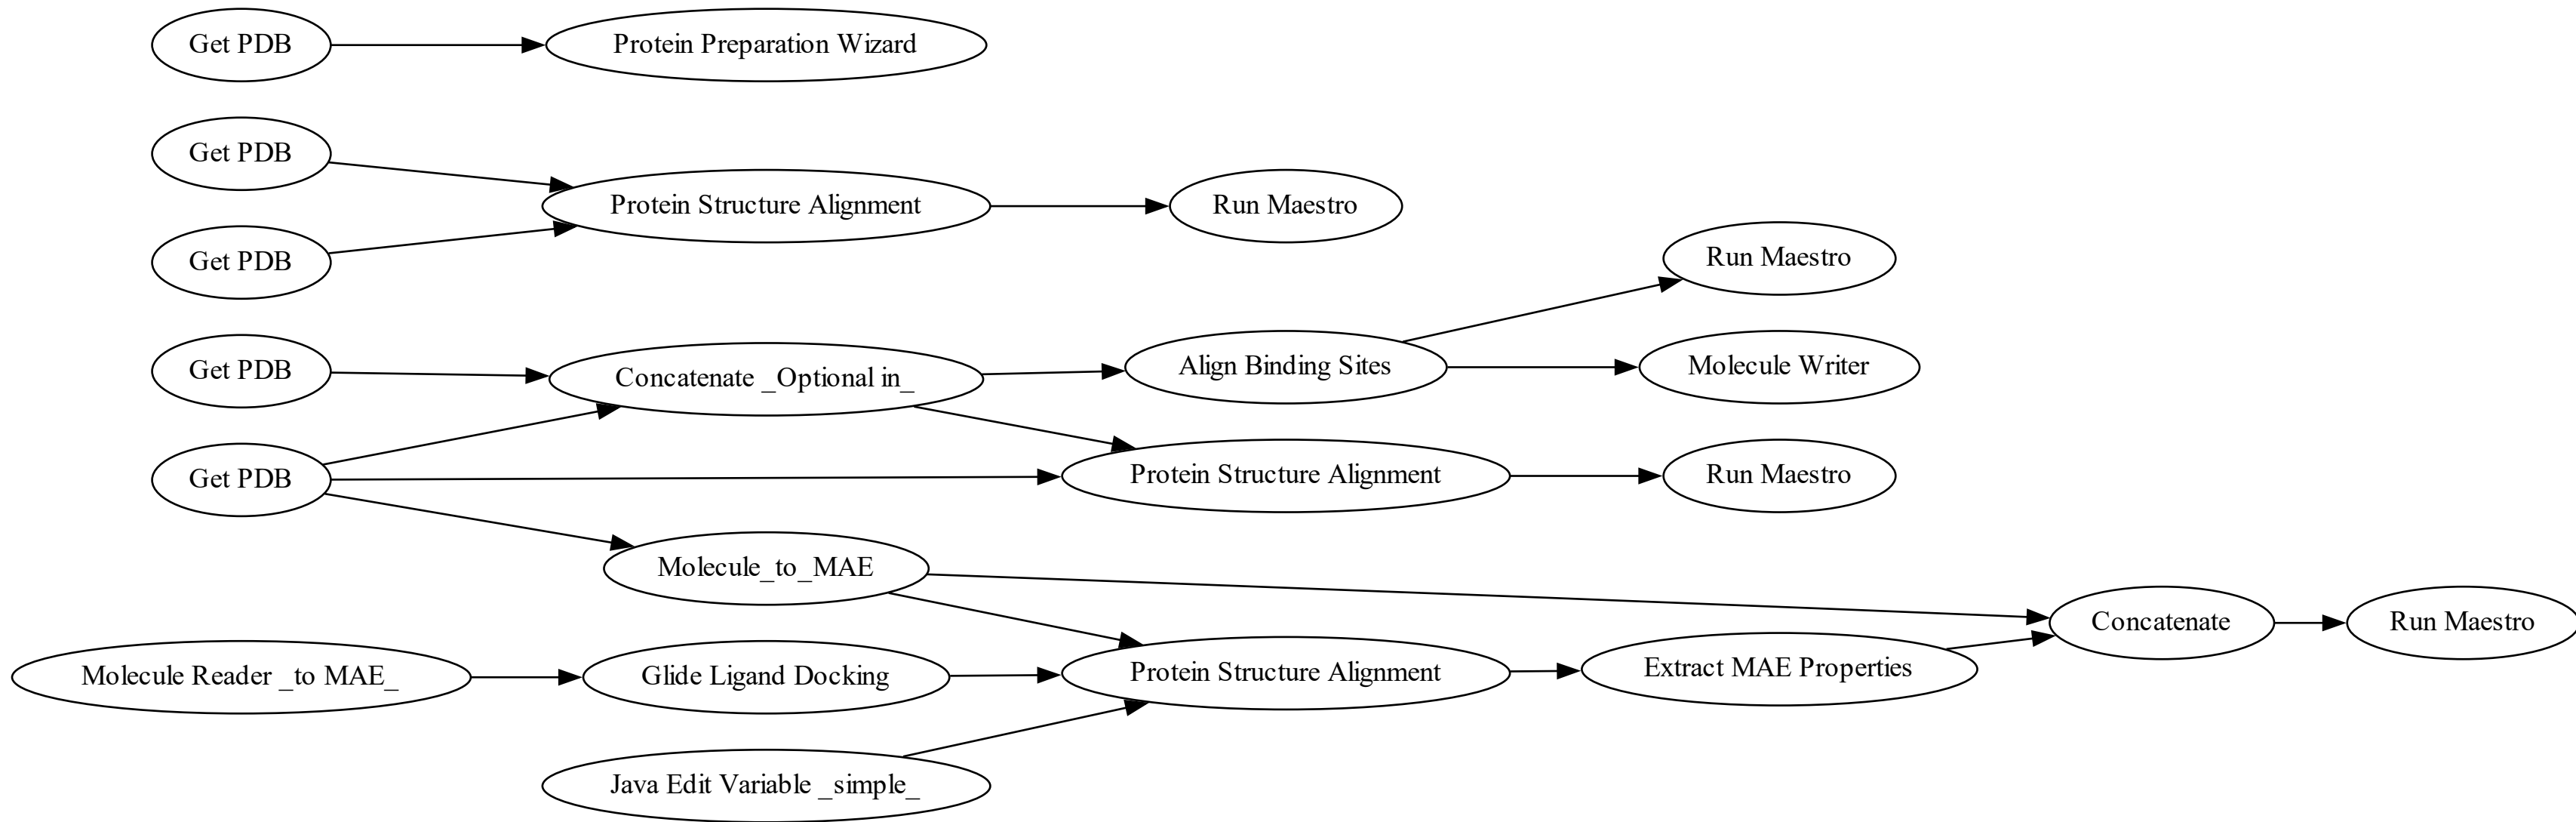 Get PDB
Protein Preparation Wizard
Get PDB
Protein Structure Alignment
Run Maestro
Get PDB
Run Maestro
Get PDB
Concatenate _Optional in_
Align Binding Sites
Molecule Writer
Get PDB
Protein Structure Alignment
Run Maestro
Molecule_to_MAE
Concatenate
Run Maestro
Molecule Reader _to MAE_
Glide Ligand Docking
Protein Structure Alignment
Extract MAE Properties
Java Edit Variable _simple_